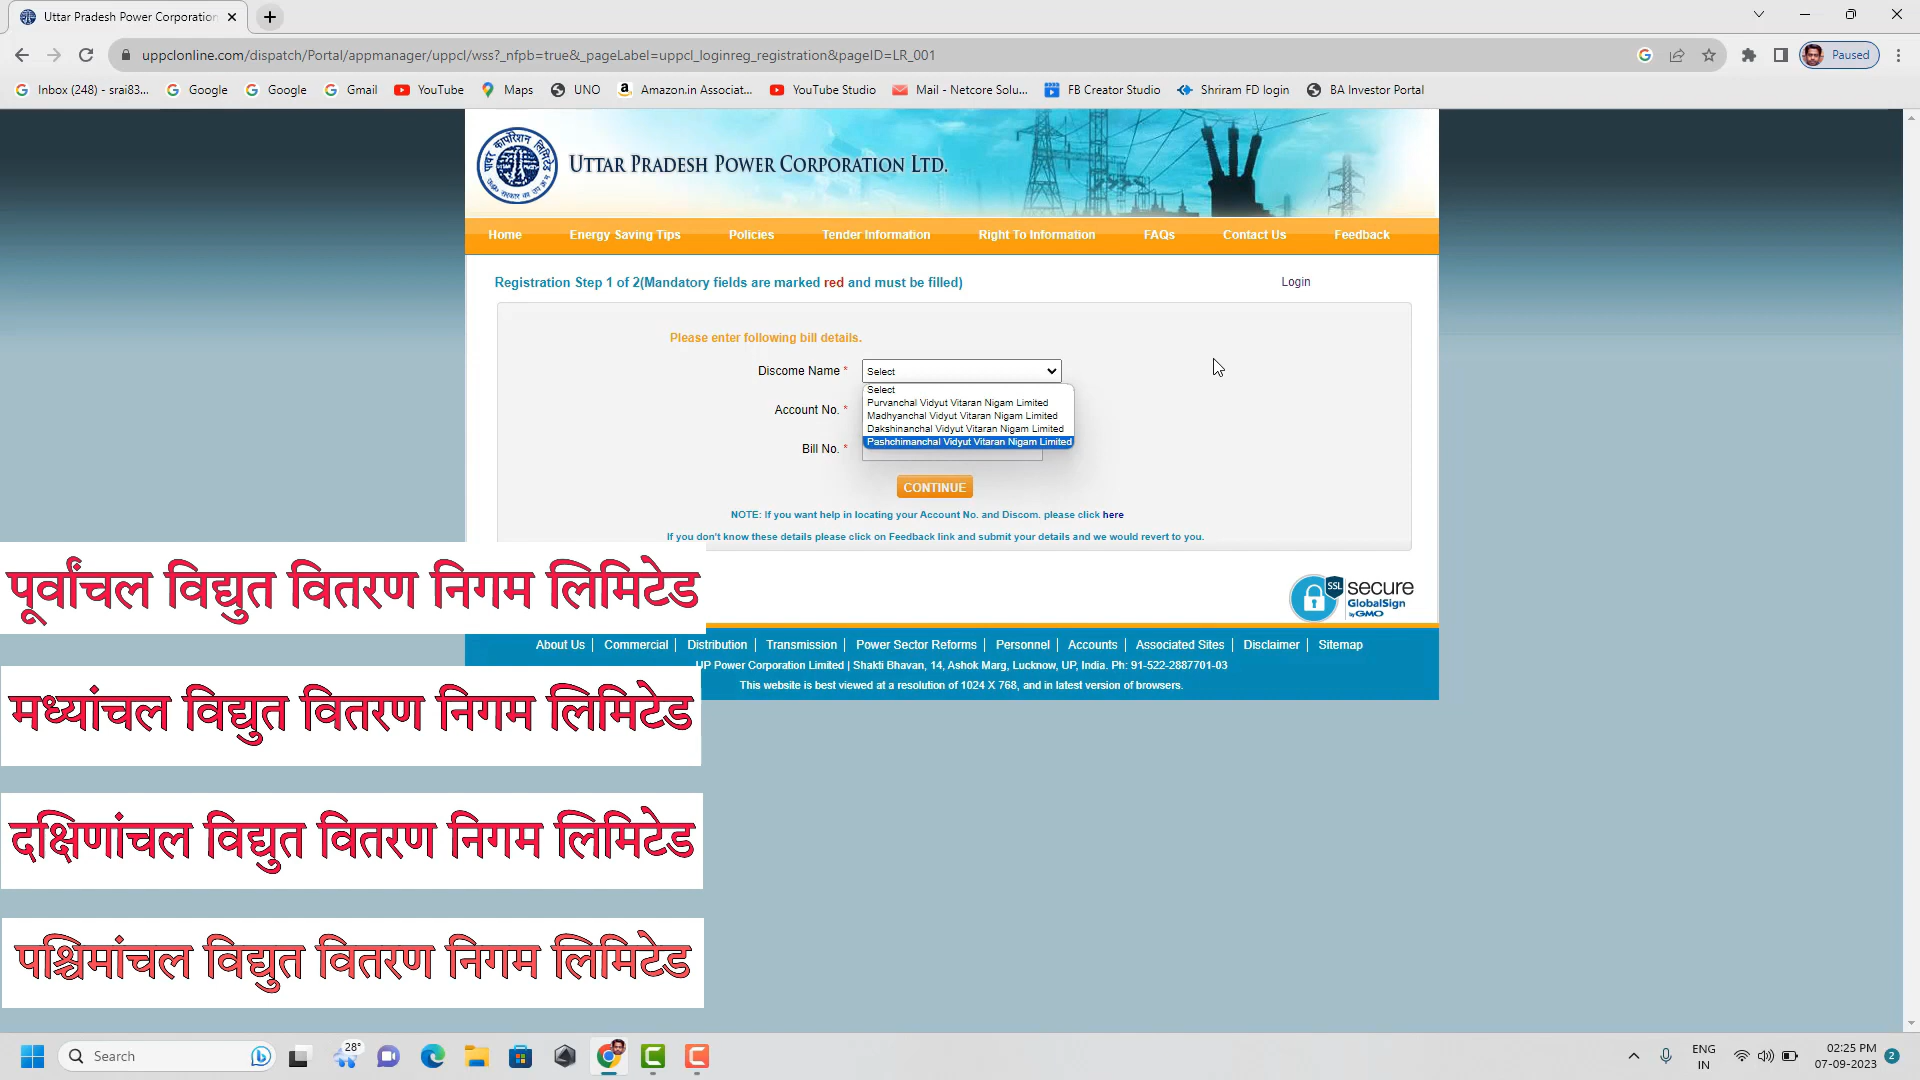 Uttar Pradesh Power Corporation
uppclonline.com/dispatch/Portal/appmanager/uppcl/wss?_nfpb=true&_pageLabel=uppcl_loginreg_registration&pageID=LR_001
Paused
Inbox (248) - srai83... Google Google Gmail YouTube Maps UNO Amazon.in Associat... YouTube Studio Mail - Netcore Solu... FB Creator Studio Shriram FD login BA Investor Portal
UTTAR PRADESH POWER CORPORATION LTD.
Home Energy Saving Tips Policies Tender Information Right To Information FAQs Contact Us Feedback
Registration Step 1 of 2(Mandatory fields are marked red and must be filled) Login
Please enter following bill details.
Discome Name * Select
Select
Purvanchal Vidyut Vitaran Nigam Limited
Account No. * Madhyanchal Vidyut Vitaran Nigam Limited
Dakshinanchal Vidyut Vitaran Nigam Limited
Pashchimanchal Vidyut Vitaran Nigam Limited
Bill No. *
CONTINUE
NOTE: If you want help in locating your Account No. and Discom. please click here
If you don't know these details please click on Feedback link and submit your details and we would revert to you.
पूर्वांचल विद्युत वितरण निगम लिमिटेड
SSL secure
GlobalSign
by GMO
About Us | Commercial | Distribution | Transmission | Power Sector Reforms | Personnel | Accounts | Associated Sites | Disclaimer | Sitemap
UP Power Corporation Limited | Shakti Bhavan, 14, Ashok Marg, Lucknow, UP, India. Ph: 91-522-2887701-03
This website is best viewed at a resolution of 1024 X 768, and in latest version of browsers.
मध्यांचल विद्युत वितरण निगम लिमिटेड
दक्षिणांचल विद्युत वितरण निगम लिमिटेड
पश्चिमांचल विद्युत वितरण निगम लिमिटेड
Search 28° ENG 02:25 PM 2
IN 07-09-2023